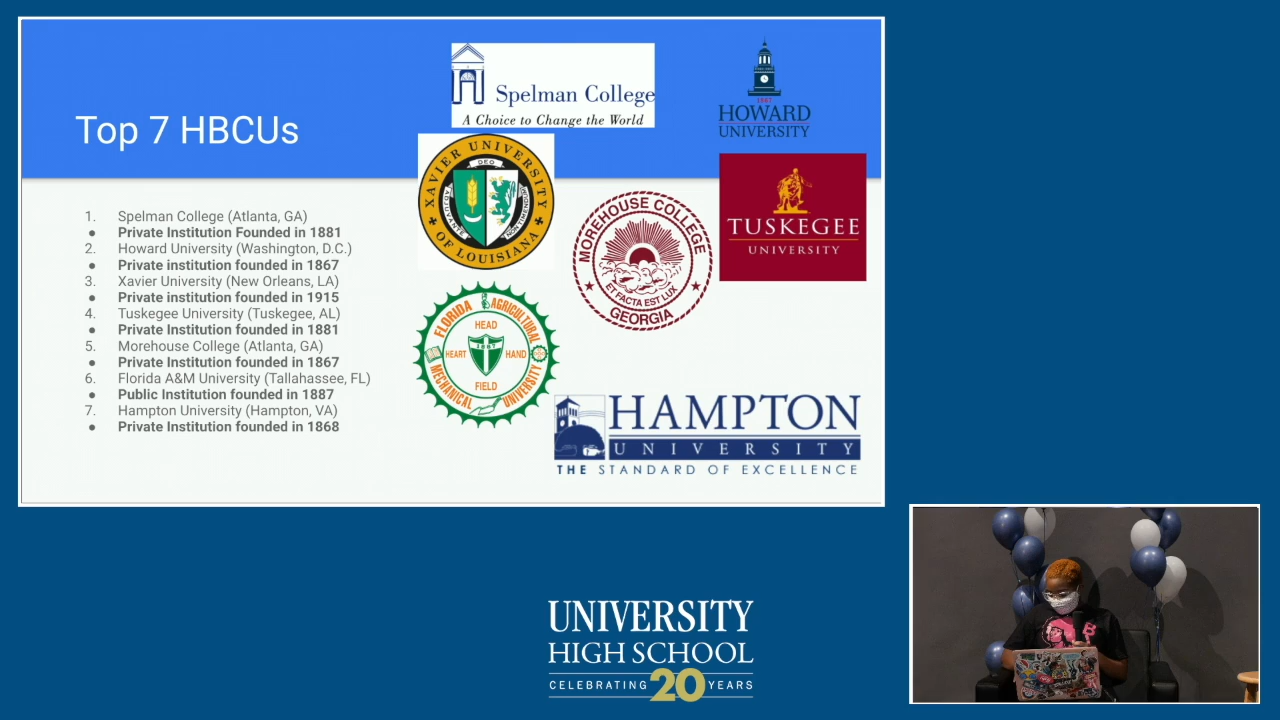 Top 7 HBCUs
1. Spelman College (Atlanta, GA)
● Private Institution Founded in 1881
2. Howard University (Washington, D.C.)
● Private institution founded in 1867
3. Xavier University (New Orleans, LA)
● Private institution founded in 1915
4. Tuskegee University (Tuskegee, AL)
● Private Institution founded in 1881
5. Morehouse College (Atlanta, GA)
● Private Institution founded in 1867
6. Florida A&M University (Tallahassee, FL)
● Public Institution founded in 1887
7. Hampton University (Hampton, VA)
● Private Institution founded in 1868
Spelman College
A Choice to Change the World
1867
HOWARD
UNIVERSITY
XAVIER UNIVERSITY
OF LOUISIANA
DEO
ADJUVANTE
NON TIMENDUM
MOREHOUSE COLLEGE
ET FACTA EST LUX
GEORGIA
TUSKEGEE
UNIVERSITY
FLORIDA AGRICULTURAL
MECHANICAL UNIVERSITY
HEAD
1887
HEART HAND
FIELD
HAMPTON
UNIVERSITY
THE STANDARD OF EXCELLENCE
UNIVERSITY
HIGH SCHOOL
CELEBRATING 20 YEARS